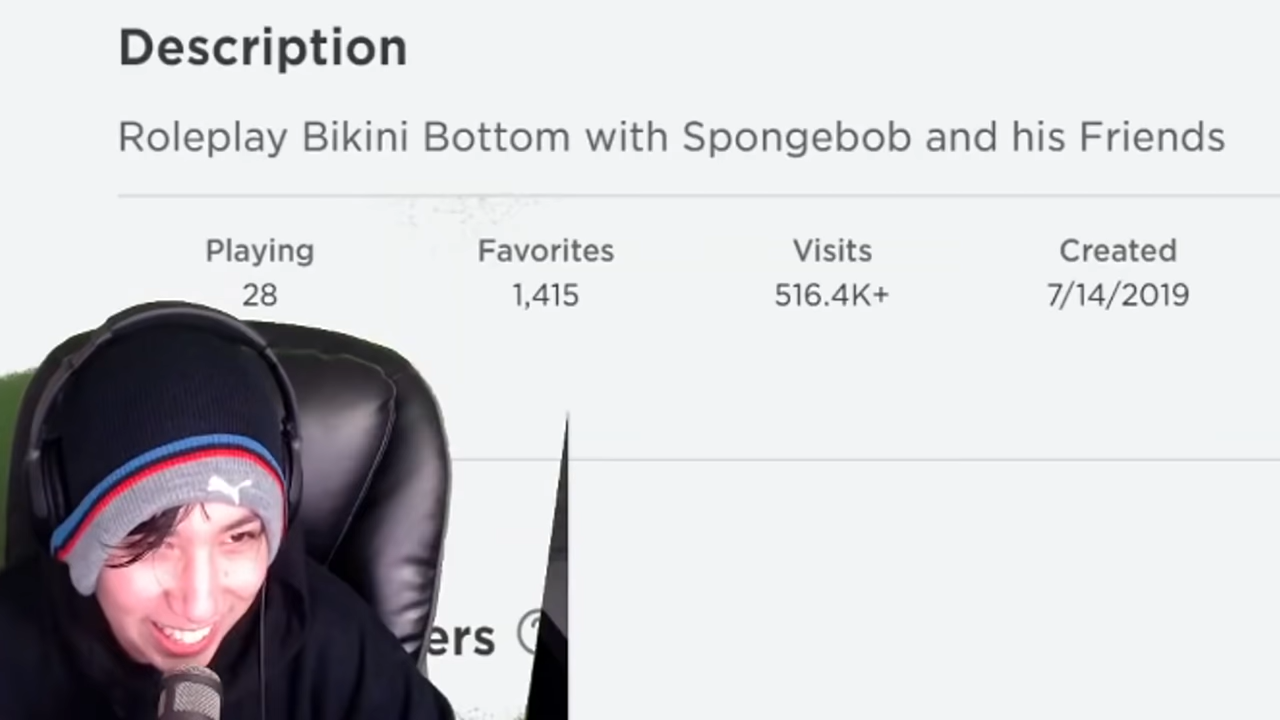 Description
Roleplay Bikini Bottom with Spongebob and his Friends
Playing Favorites Visits Created
28 1,415 516.4K+ 7/14/2019
ers